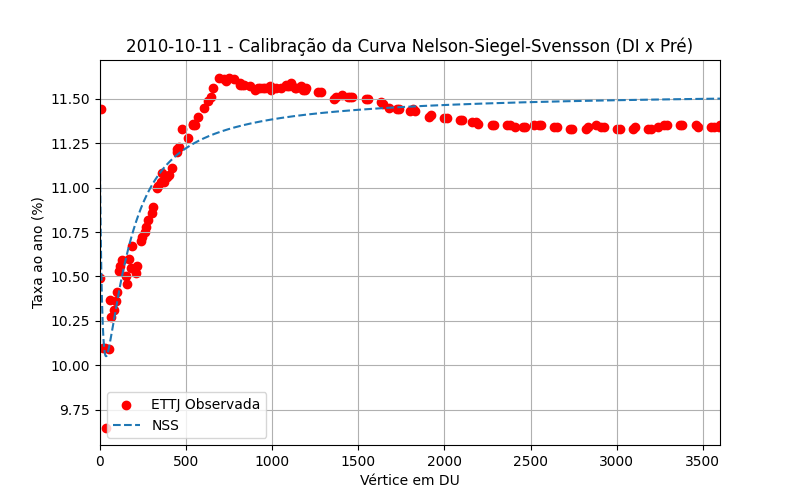 2010-10-11 - Calibração da Curva Nelson-Siegel-Svensson (DI x Pré)
Taxa ao ano (%)
11.50
11.25
11.00
10.75
10.50
10.25
10.00
9.75
ETTJ Observada
NSS
0 500 1000 1500 2000 2500 3000 3500
Vértice em DU